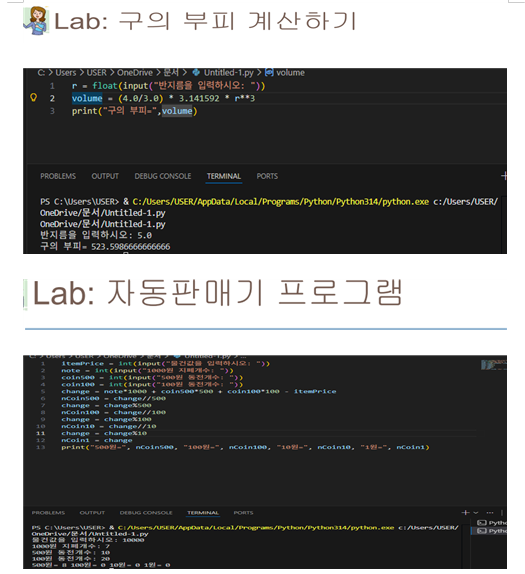 Lab: 구의 부피 계산하기
C: > Users > USER > OneDrive > 문서 > Untitled-1.py > volume
1 r = float(input("반지름을 입력하시오: "))
2 volume = (4.0/3.0) * 3.141592 * r**3
3 print("구의 부피=",volume)
PROBLEMS OUTPUT DEBUG CONSOLE TERMINAL PORTS
PS C:\Users\USER> & C:/Users/USER/AppData/Local/Programs/Python/Python314/python.exe c:/Users/USER/
OneDrive/문서/Untitled-1.py
OneDrive/문서/Untitled-1.py
반지름을 입력하시오: 5.0
구의 부피= 523.5986666666666
Lab: 자동판매기 프로그램
C: > Users > USER > OneDrive > 문서 > Untitled-1.py > ...
1 itemPrice = int(input("물건값을 입력하시오: "))
2 note = int(input("1000원 지폐개수: "))
3 coin500 = int(input("500원 동전개수: "))
4 coin100 = int(input("100원 동전개수: "))
5 change = note*1000 + coin500*500 + coin100*100 - itemPrice
6 nCoin500 = change//500
7 change = change%500
8 nCoin100 = change//100
9 change = change%100
10 nCoin10 = change//10
11 change = change%10
12 nCoin1 = change
13 print("500원=", nCoin500, "100원=", nCoin100, "10원=", nCoin10, "1원=", nCoin1)
PROBLEMS OUTPUT DEBUG CONSOLE TERMINAL PORTS
PS C:\Users\USER> & C:/Users/USER/AppData/Local/Programs/Python/Python314/python.exe c:/Users/USER/
OneDrive/문서/Untitled-1.py
물건값을 입력하시오: 10000
1000원 지폐개수: 7
500원 동전개수: 10
100원 동전개수: 20
500원= 8 100원= 0 10원= 0 1원= 0
Pyth
Pyth